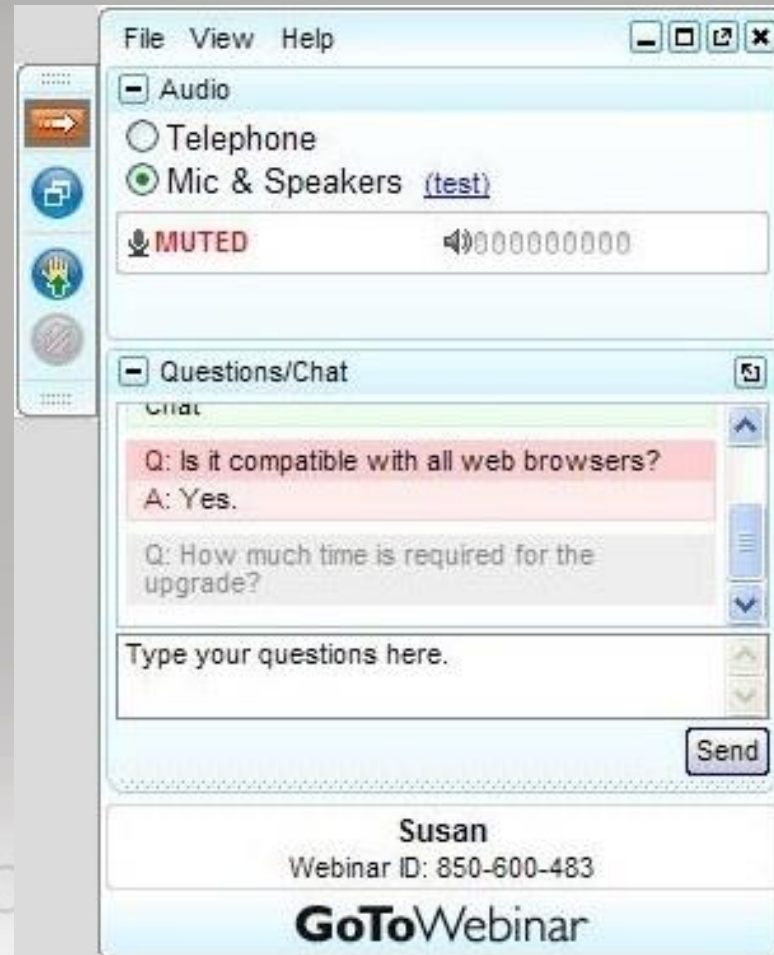 File View Help
Audio
Telephone
Mic & Speakers (test)
MUTED
Questions/Chat
Chat
Q: Is it compatible with all web browsers?
A: Yes.
Q: How much time is required for the
upgrade?
Type your questions here.
Send
Susan
Webinar ID: 850-600-483
GoToWebinar